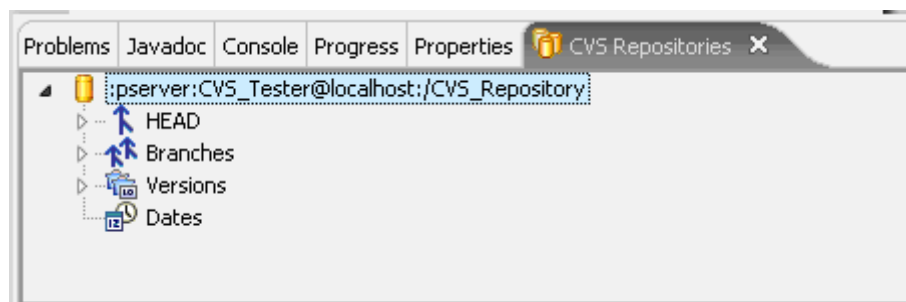 Problems Javadoc Console Progress Properties CVS Repositories
:pserver:CVS_Tester@localhost:/CVS_Repository
HEAD
Branches
Versions
Dates